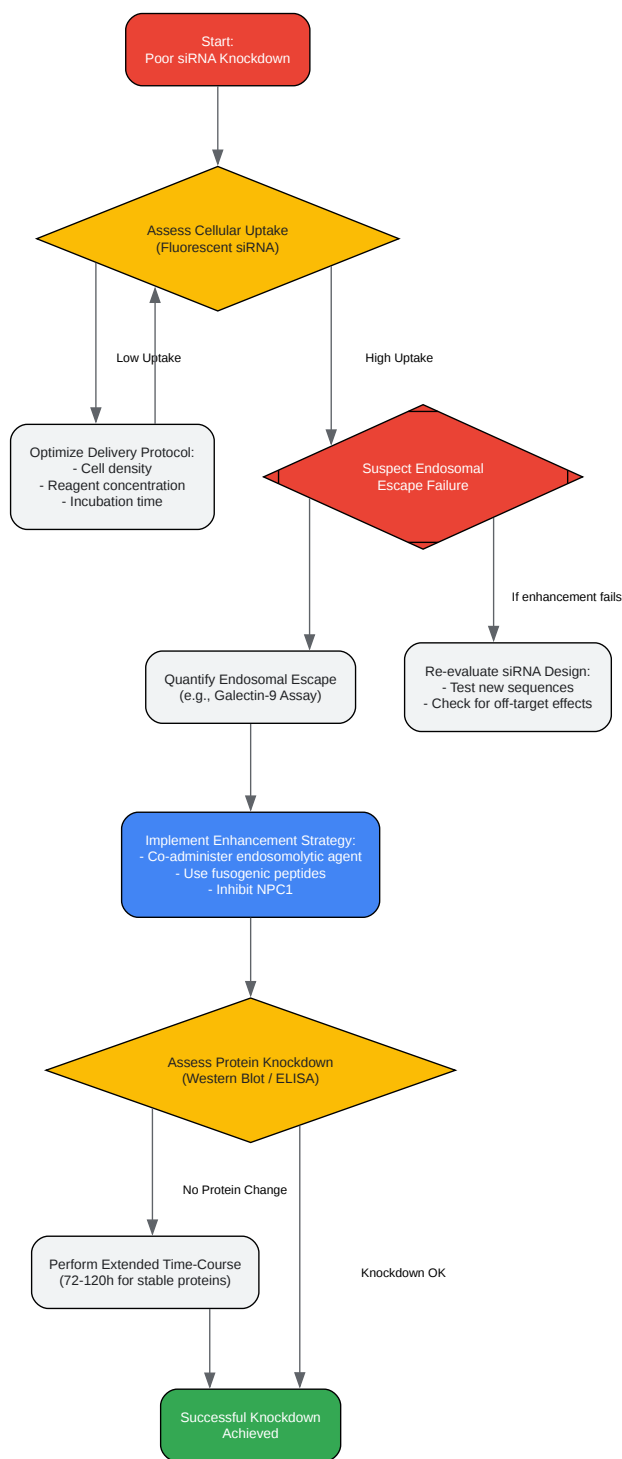 Start:
Poor siRNA Knockdown
Assess Cellular Uptake
(Fluorescent siRNA)
Low Uptake
High Uptake
Optimize Delivery Protocol:
- Cell density
- Reagent concentration
- Incubation time
Suspect Endosomal
Escape Failure
If enhancement fails
Quantify Endosomal Escape
(e.g., Galectin-9 Assay)
Re-evaluate siRNA Design:
- Test new sequences
- Check for off-target effects
Implement Enhancement Strategy:
- Co-administer endosomolytic agent
- Use fusogenic peptides
- Inhibit NPC1
Assess Protein Knockdown
(Western Blot / ELISA)
No Protein Change
Perform Extended Time-Course
(72-120h for stable proteins)
Knockdown OK
Successful Knockdown
Achieved